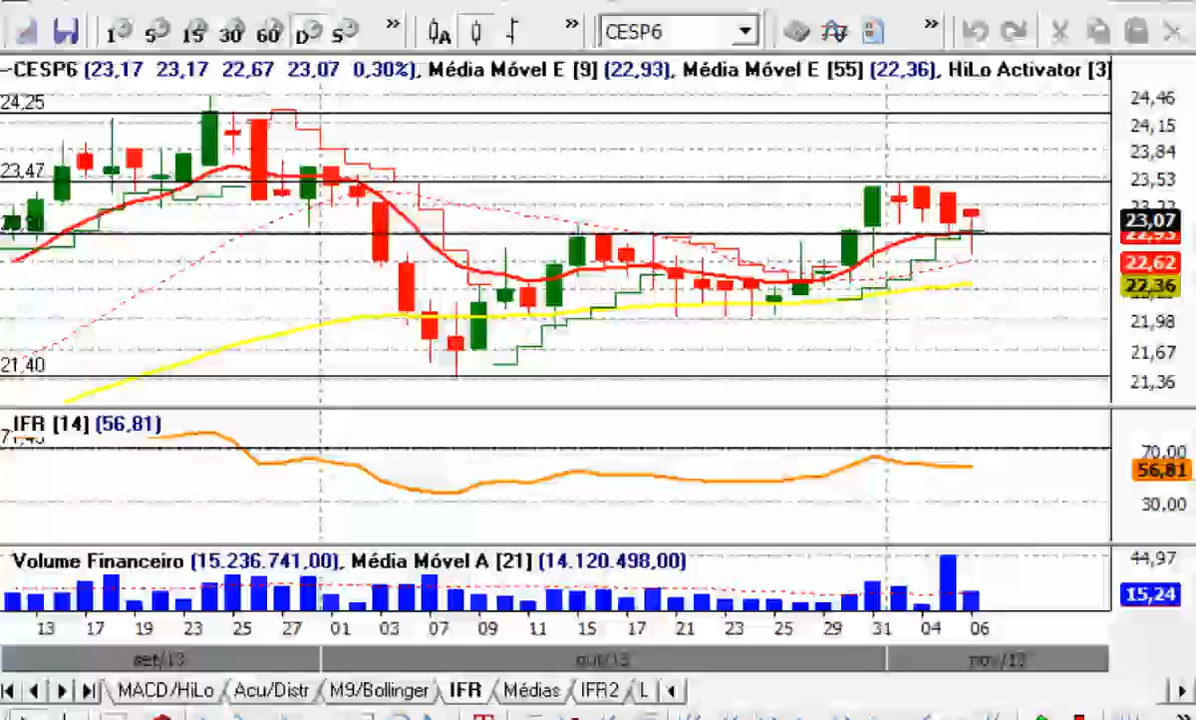 1 5 15 30 60 D S » A » CESP6 »
CESP6 (23,17 23,17 22,67 23,07 0,30%), Média Móvel E [9] (22,93), Média Móvel E [55] (22,36), HiLo Activator [3]
24,25
24,46
24,15
23,84
23,47
23,53
23,07
22,62
22,36
21,98
21,67
21,40
21,36
IFR [14] (56,81)
70,00
56,81
30,00
Volume Financeiro (15.236.741,00), Média Móvel A [21] (14.120.498,00)
44,97
15,24
13 17 19 23 25 27 01 03 07 09 11 15 17 21 23 25 29 31 04 06
set/13 out/13 nov/13
MACD/HiLo Acu/Distr M9/Bollinger IFR Médias IFR2 L